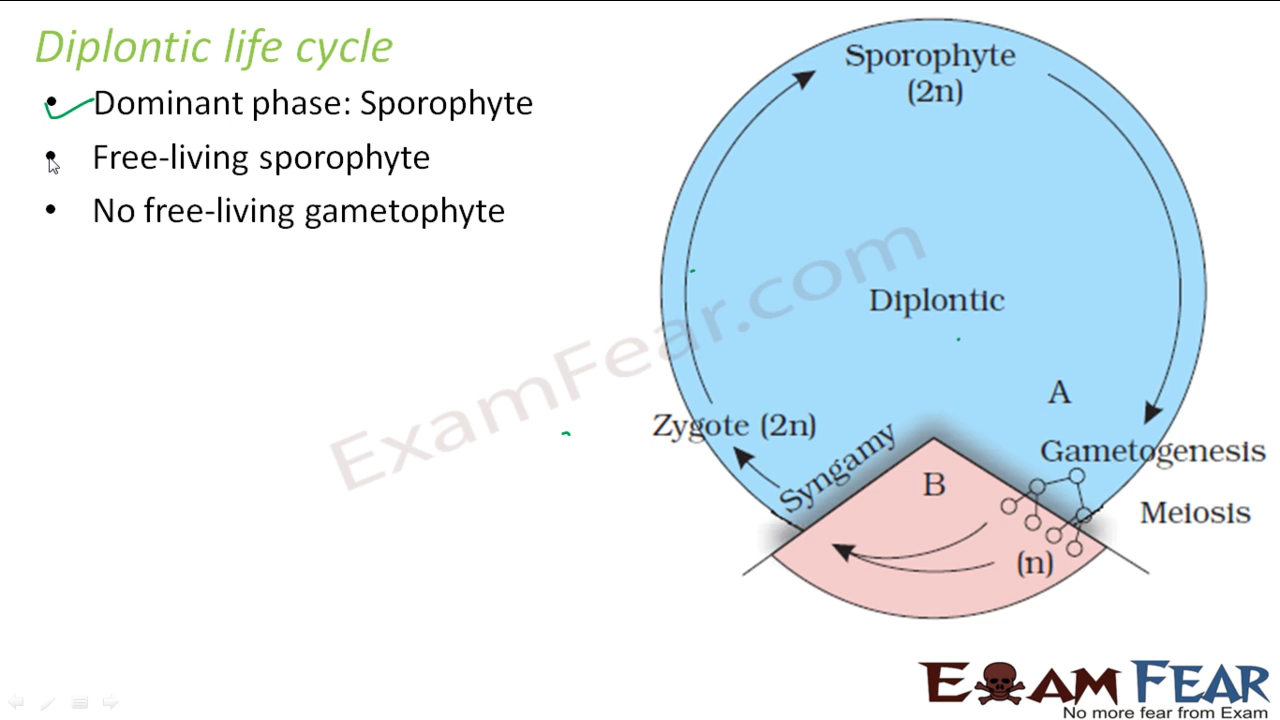 Diplontic life cycle
• Dominant phase: Sporophyte
• Free-living sporophyte
• No free-living gametophyte
Sporophyte
(2n)
Diplontic
A
Zygote (2n)
Syngamy
Gametogenesis
B
Meiosis
(n)
ExamFear.com
EXAM FEAR
No more fear from Exam